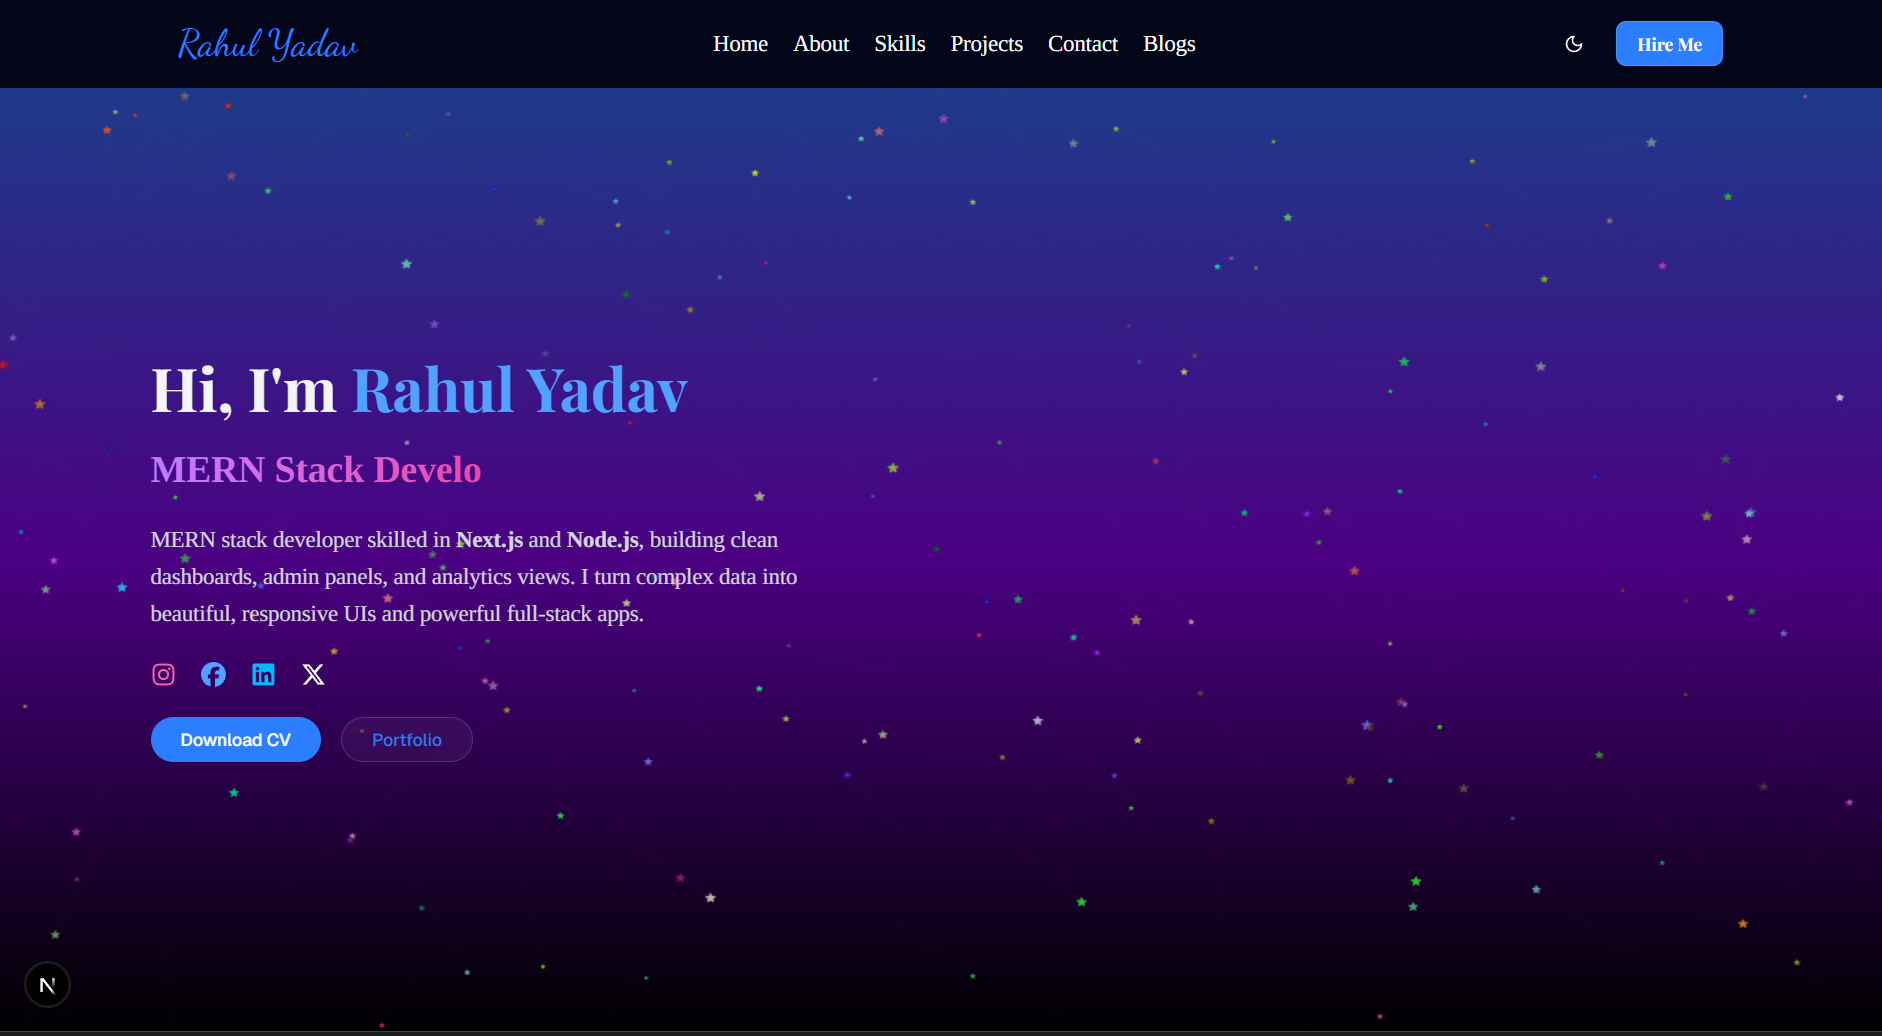 Rahul Yadav
Home About Skills Projects Contact Blogs
Hire Me
Hi, I'm Rahul Yadav
MERN Stack Develo
MERN stack developer skilled in Next.js and Node.js, building clean
dashboards, admin panels, and analytics views. I turn complex data into
beautiful, responsive UIs and powerful full-stack apps.
Download CV
Portfolio
N